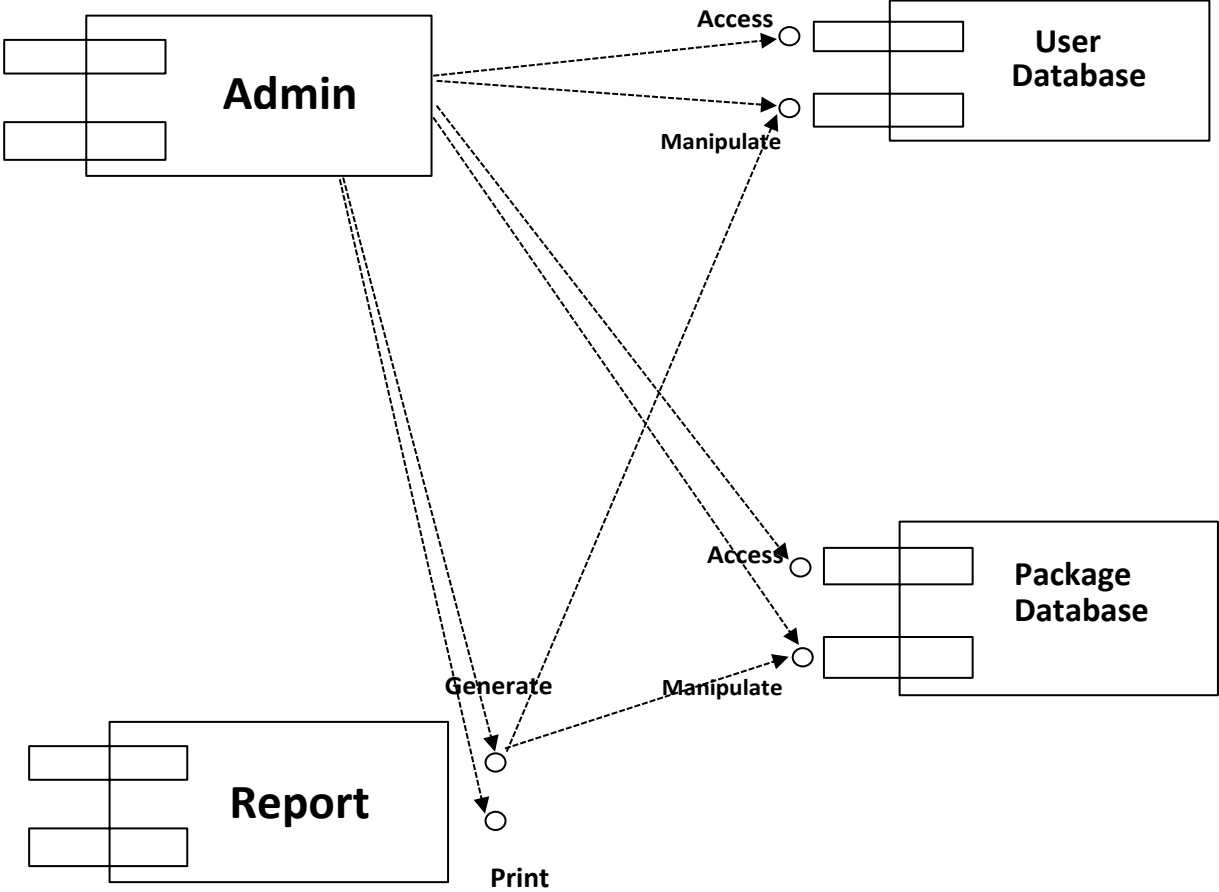 Access
User
Database
Admin
Manipulate
Access
Package
Database
Generate
Manipulate
Report
Print